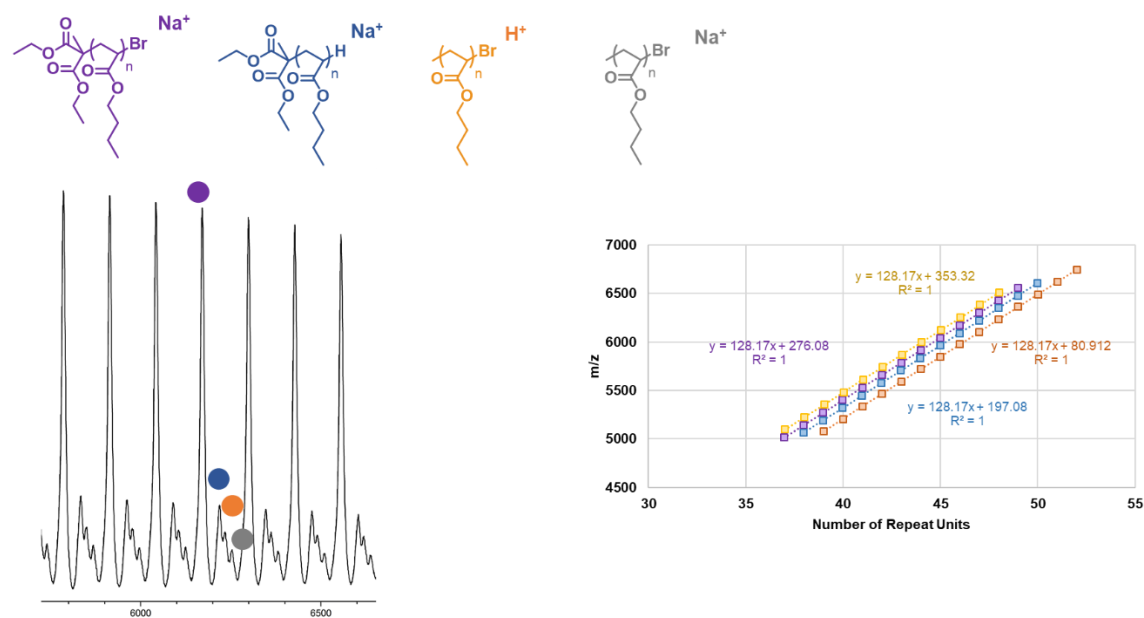 Na⁺
Na⁺
H⁺
Na⁺
O
O
Br
n
O
O
O
O
O
O
H
n
O
O
O
O
Br
n
O
O
Br
n
O
O
6000
6500
7000
6500
6000
5500
5000
4500
m/z
y = 128.17x + 353.32
R² = 1
y = 128.17x + 276.08
R² = 1
y = 128.17x + 80.912
R² = 1
y = 128.17x + 197.08
R² = 1
30
35
40
45
50
55
Number of Repeat Units